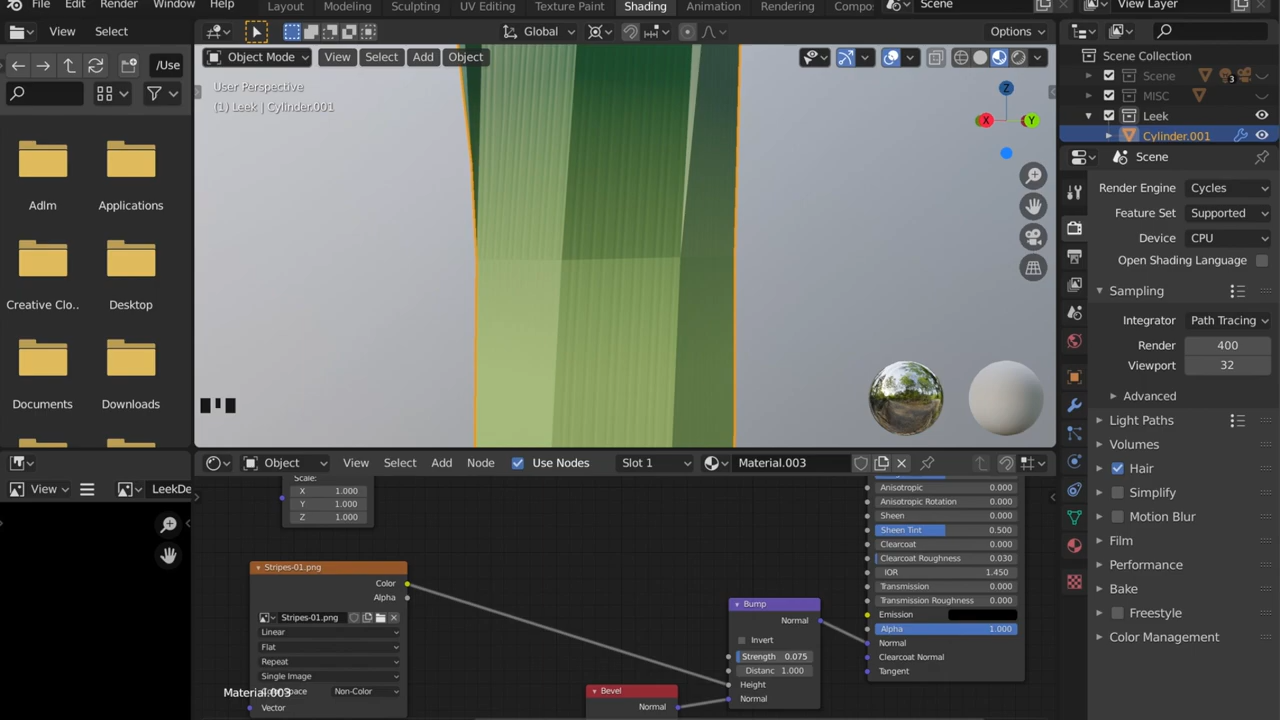 File Edit Render Window Help Layout Modeling Sculpting UV Editing Texture Paint Shading Animation Rendering Compo Scene View Layer
View Select Global Options
/Use Object Mode View Select Add Object
User Perspective
(1) Leek | Cylinder.001
Z
X Y
Adlm Applications
Creative Clo... Desktop
Documents Downloads
View LeekDe
Scene Collection
Scene 3
MISC
Leek
Cylinder.001
Scene
Render Engine Cycles
Feature Set Supported
Device CPU
Open Shading Language
Sampling
Integrator Path Tracing
Render 400
Viewport 32
Advanced
Light Paths
Volumes
Hair
Simplify
Motion Blur
Film
Performance
Bake
Freestyle
Color Management
Object View Select Add Node Use Nodes Slot 1 Material.003
Scale:
X 1.000
Y 1.000
Z 1.000
Stripes-01.png
Color
Alpha
Stripes-01.png
Linear
Flat
Repeat
Single Image
Non-Color
Vector
Material.003
Bump
Normal
Invert
Strength 0.075
Distanc 1.000
Height
Normal
Bevel
Normal
Anisotropic 0.000
Anisotropic Rotation 0.000
Sheen 0.000
Sheen Tint 0.500
Clearcoat 0.000
Clearcoat Roughness 0.030
IOR 1.450
Transmission 0.000
Transmission Roughness 0.000
Emission
Alpha 1.000
Normal
Clearcoat Normal
Tangent